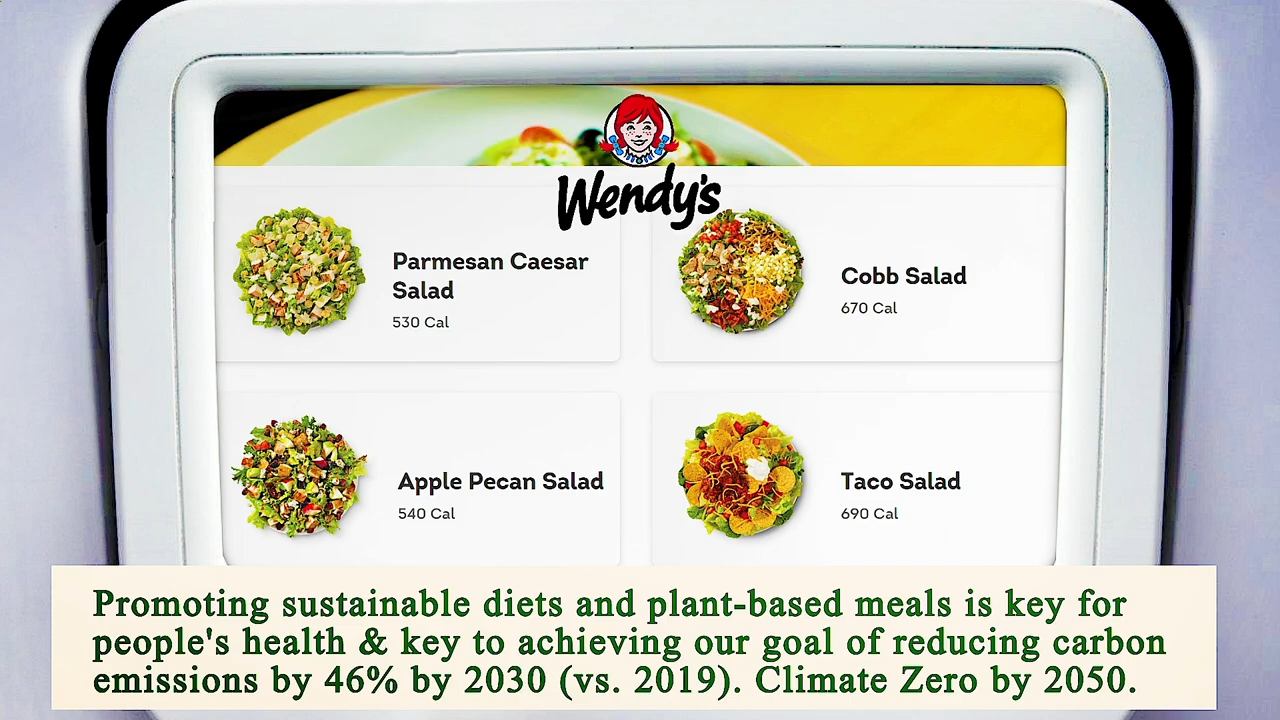 Wendy's
Parmesan Caesar
Salad
530 Cal
Cobb Salad
670 Cal
Apple Pecan Salad
540 Cal
Taco Salad
690 Cal
Promoting sustainable diets and plant-based meals is key for
people's health & key to achieving our goal of reducing carbon
emissions by 46% by 2030 (vs. 2019). Climate Zero by 2050.